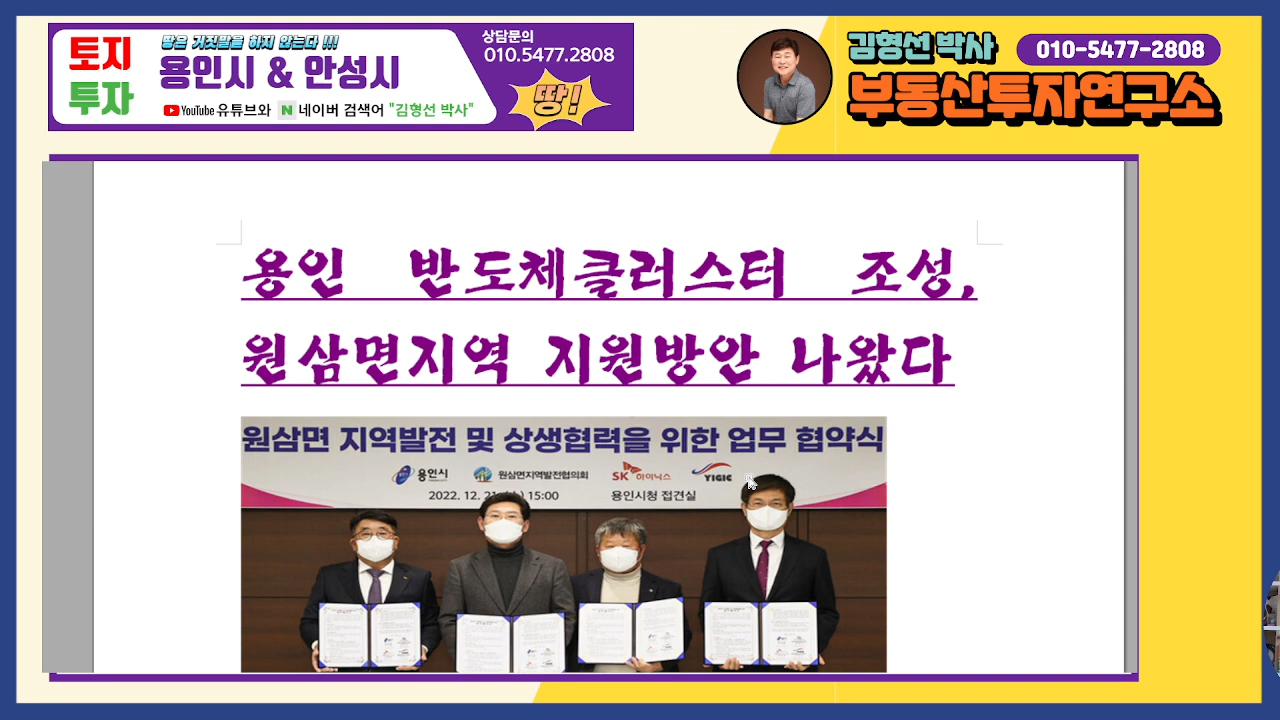 토지
투자
땅은 거짓말을 하지 않는다 !!!
용인시 & 안성시
YouTube 유튜브와 N 네이버 검색어 "김형선 박사"
상담문의
010.5477.2808
땅!
김형선 박사
010-5477-2808
부동산투자연구소
용인 반도체클러스터 조성,
원삼면지역 지원방안 나왔다
원삼면 지역발전 및 상생협력을 위한 업무 협약식
용인시 원삼면지역발전협의회 SK하이닉스 YIGIC
2022. 12. 21 15:00 용인시청 접견실